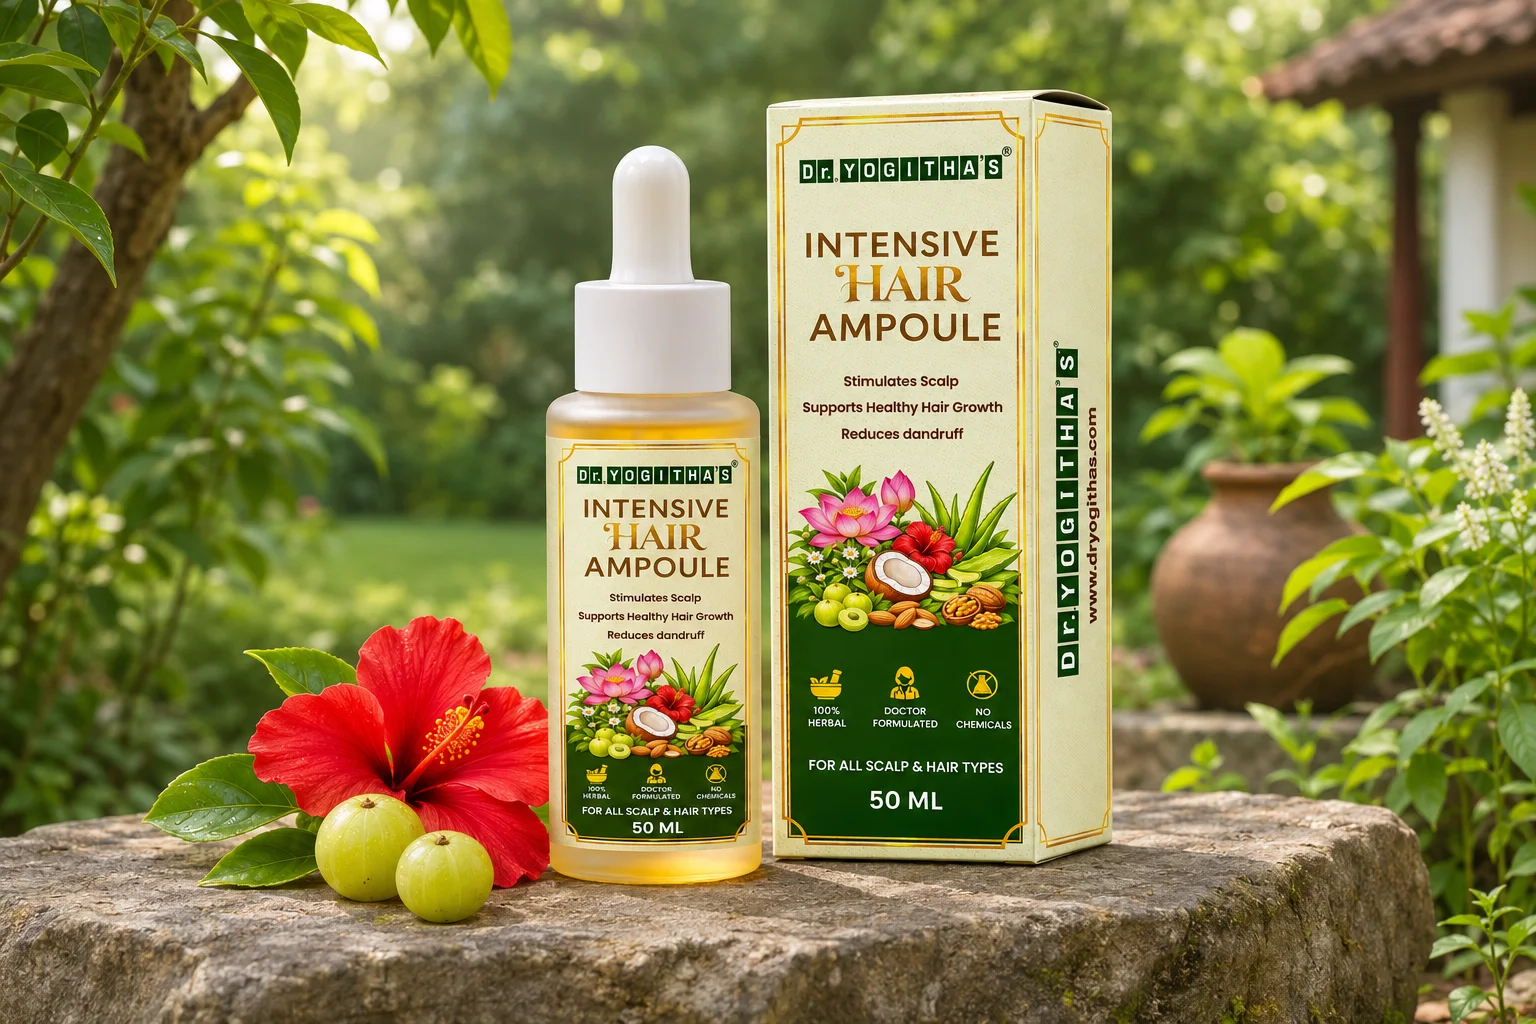 Dr. YOGITHA'S®
INTENSIVE
HAIR
AMPOULE
Stimulates Scalp
Supports Healthy Hair Growth
Reduces dandruff
100%
HERBAL
DOCTOR
FORMULATED
NO
CHEMICALS
FOR ALL SCALP & HAIR TYPES
50 ML
Dr. YOGITHA'S®
INTENSIVE
HAIR
AMPOULE
Stimulates Scalp
Supports Healthy Hair Growth
Reduces dandruff
100%
HERBAL
DOCTOR
FORMULATED
NO
CHEMICALS
FOR ALL SCALP & HAIR TYPES
50 ML
Dr. YOGITHA'S®
www.dryogithas.com